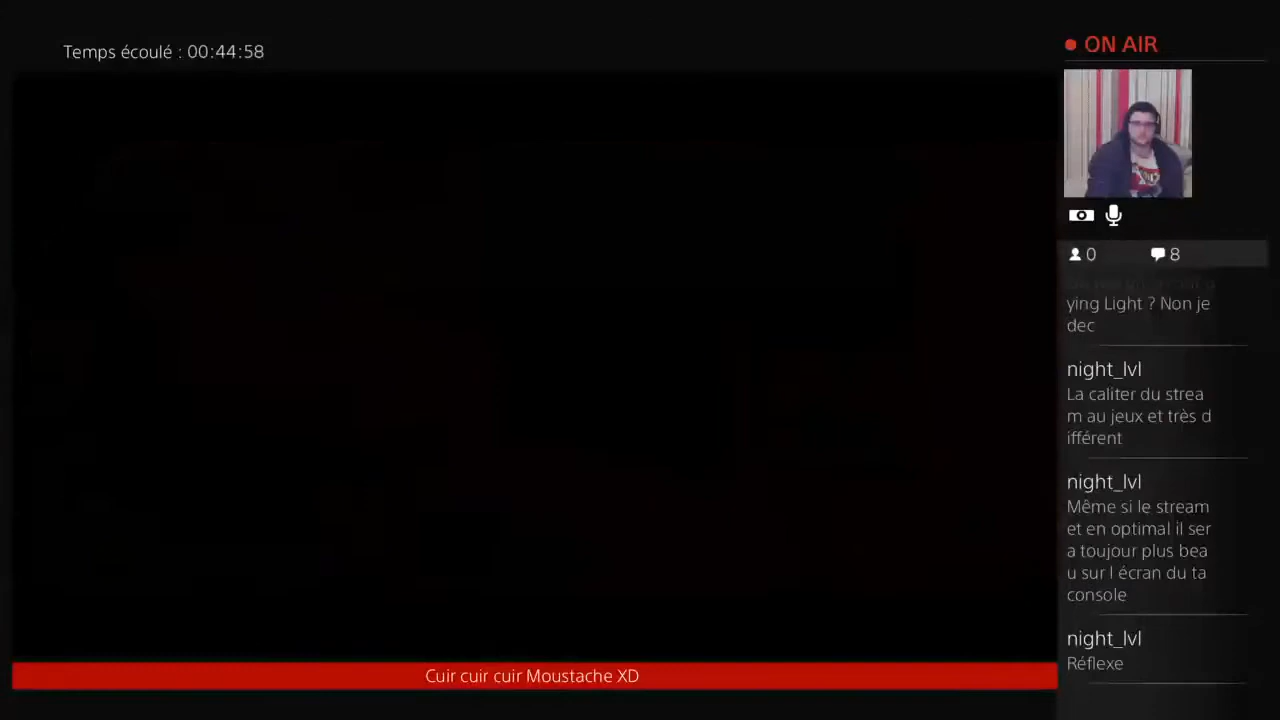 Temps écoulé : 00:44:58
ON AIR
0
8
ying Light ? Non je
dec
night_lvl
La caliter du strea
m au jeux et très d
ifférent
night_lvl
Même si le stream
et en optimal il ser
a toujour plus bea
u sur l écran du ta
console
night_lvl
Réflexe
Cuir cuir cuir Moustache XD